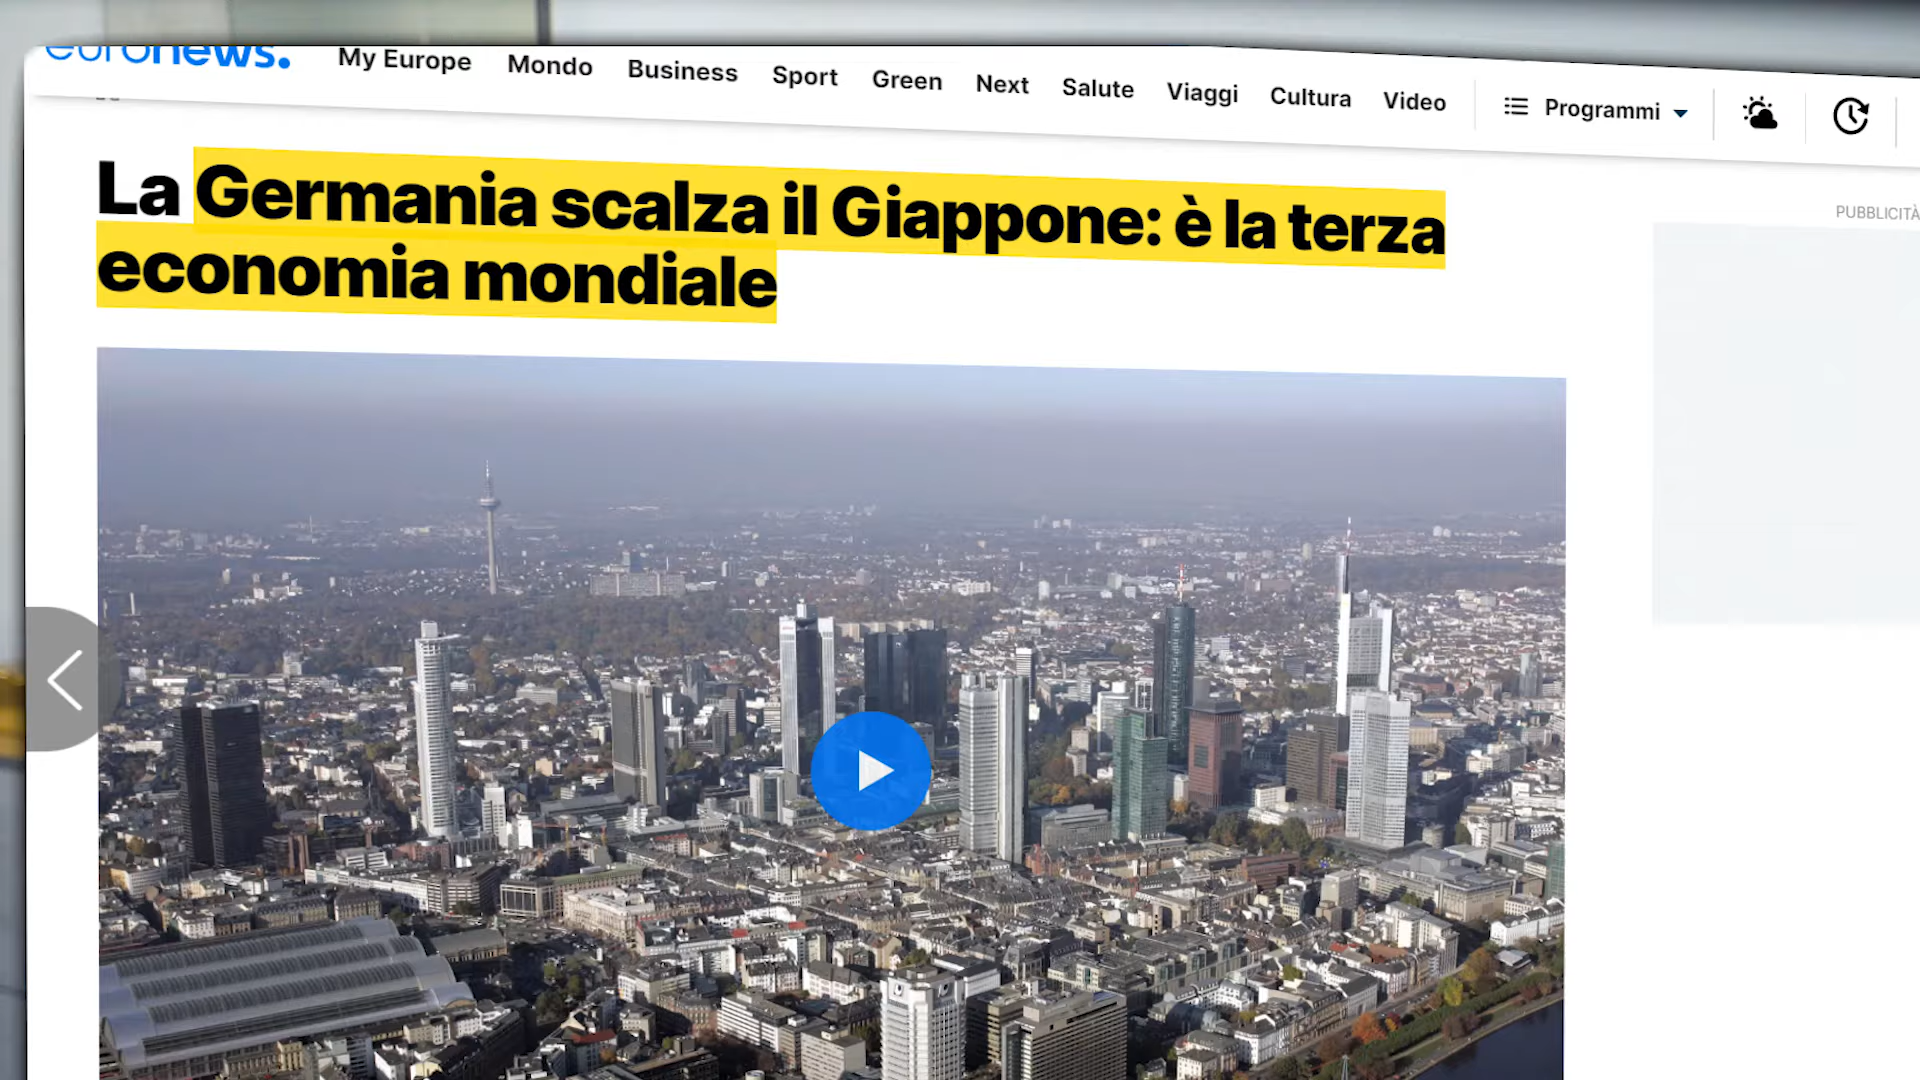 euronews.
My Europe Mondo Business Sport Green Next Salute Viaggi Cultura Video Programmi
PUBBLICITÀ
La Germania scalza il Giappone: è la terza
economia mondiale